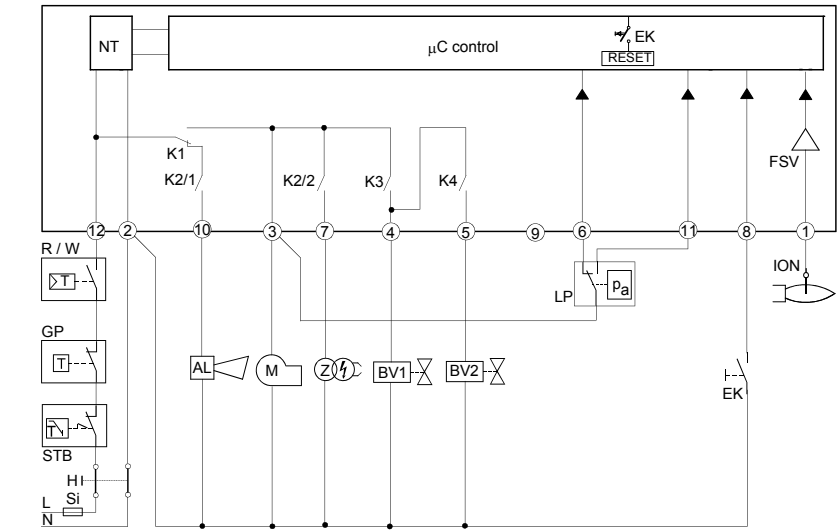 NT
μC control
EK
RESET
FSV
K1
K2/1
K2/2
K3
K4
12
2
10
3
7
4
5
9
6
11
8
1
R / W
T
LP
pa
ION
GP
T
AL
M
Z
BV1
BV2
EK
T
STB
H
L
Si
N